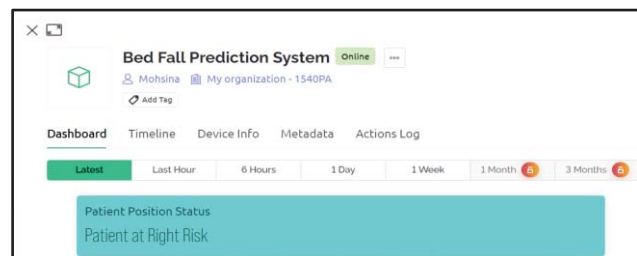 Bed Fall Prediction System Online
Mohsina My organization - 1540PA
Add Tag
Dashboard Timeline Device Info Metadata Actions Log
Latest Last Hour 6 Hours 1 Day 1 Week 1 Month 3 Months
Patient Position Status
Patient at Right Risk